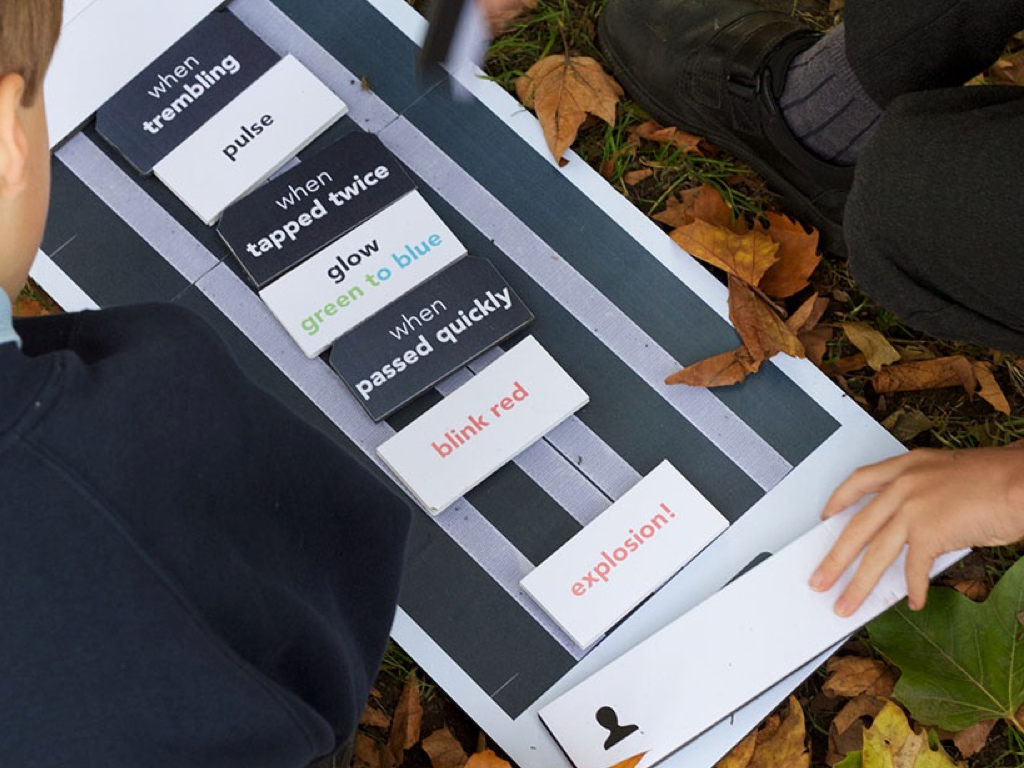 when
trembling
pulse
when
tapped twice
glow
green to blue
when
passed quickly
blink red
explosion!